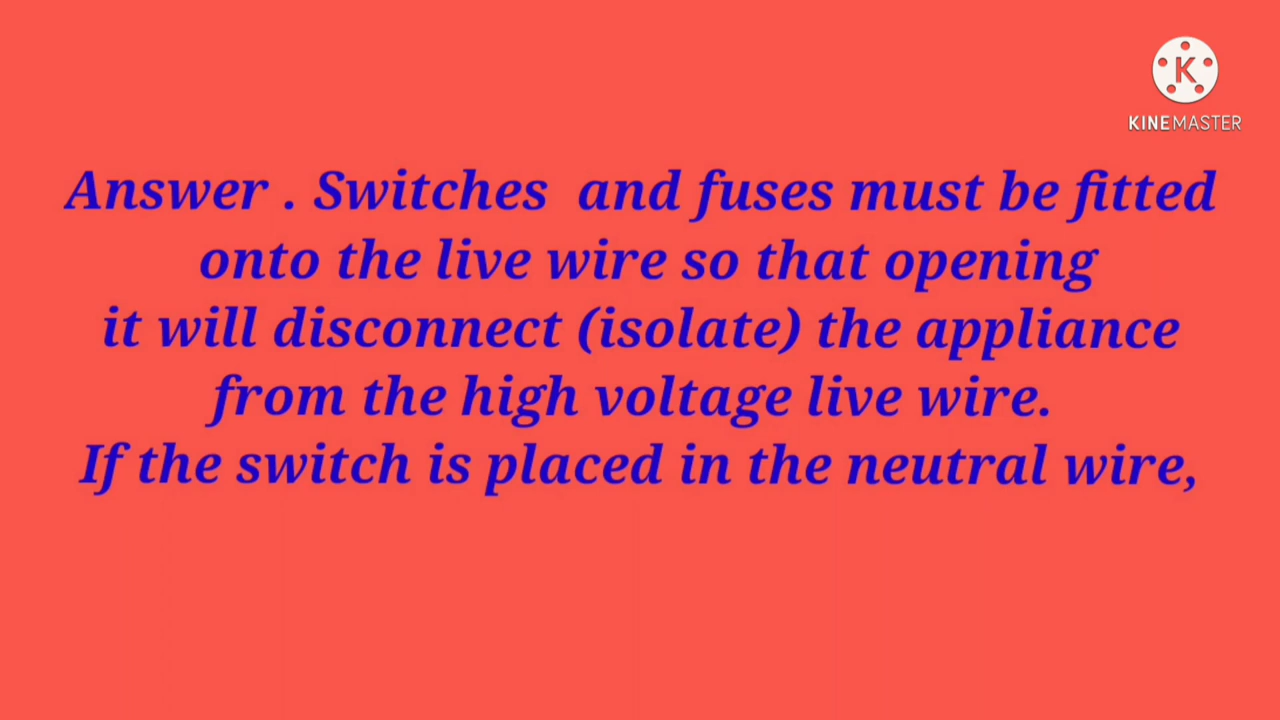 K
KINEMASTER
Answer . Switches and fuses must be fitted
onto the live wire so that opening
it will disconnect (isolate) the appliance
from the high voltage live wire.
If the switch is placed in the neutral wire,